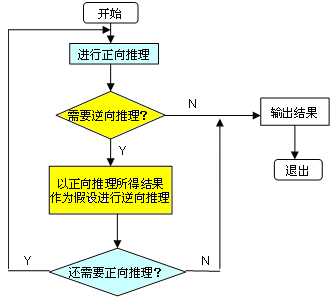 开始
进行正向推理
需要逆向推理?
N
输出结果
Y
退出
以正向推理所得结果
作为假设进行逆向推理
Y
还需要正向推理?
N